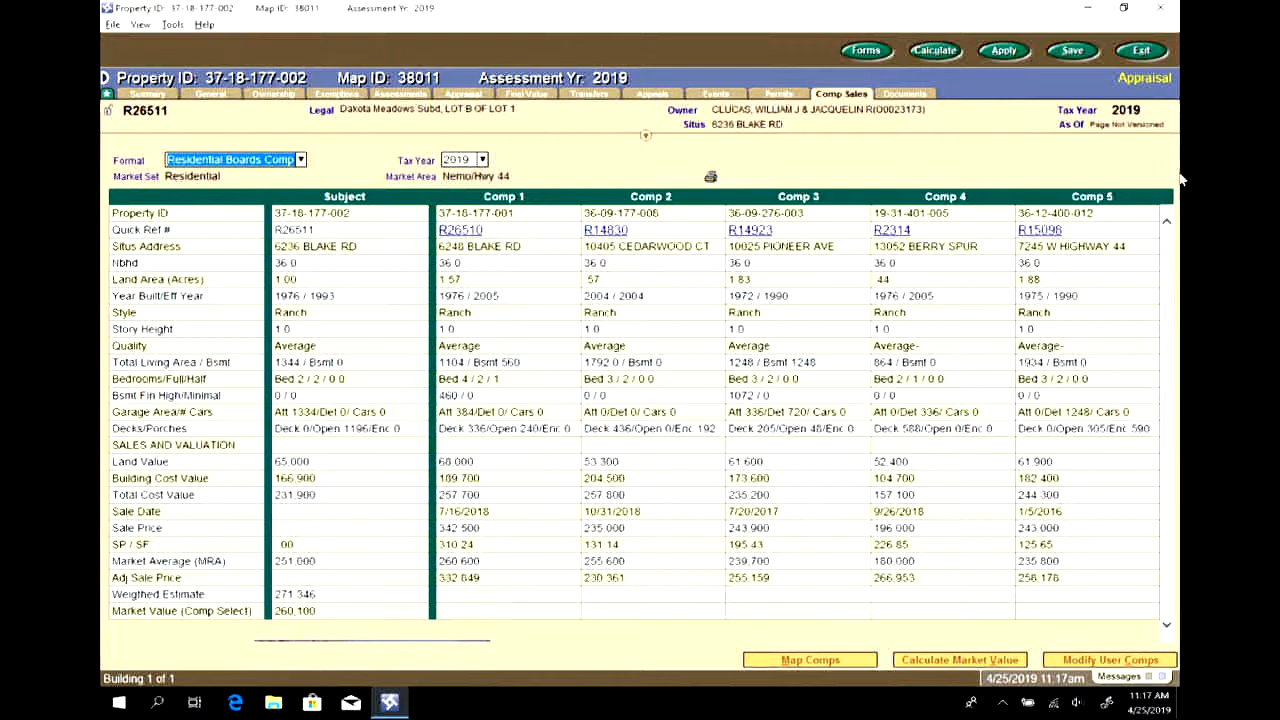 Property ID: 37-18-177-002 Map ID: 38011 Assessment Yr. 2019
File View Tools Help
Forms Calculate Apply Save Exit
Property ID: 37-18-177-002 Map ID: 38011 Assessment Yr. 2019 Appraisal
Summary General Ownership Exemptions Assessments Appraisal Final Value Transfers Appeals Events Permits Comp Sales Documents
R26511 Legal Dakota Meadows Subd, LOT B OF LOT 1 Owner CLUCAS, WILLIAM J & JACQUELIN R(O0023173) Tax Year 2019
Situs 6236 BLAKE RD As Of Page Not Versioned
Format Residential Boards Comp Tax Year 2019
Market Set Residential Market Area Nemo/Hwy 44
Subject Comp 1 Comp 2 Comp 3 Comp 4 Comp 5
Property ID 37-18-177-002 37-18-177-001 36-09-177-008 36-09-276-003 19-31-401-005 36-12-400-012
Quick Ref # R26511 R26510 R14830 R14923 R2314 R15098
Situs Address 6236 BLAKE RD 6248 BLAKE RD 10405 CEDARWOOD CT 10025 PIONEER AVE 13052 BERRY SPUR 7245 W HIGHWAY 44
Nbhd 36 0 36 0 36 0 36 0 36 0 36 0
Land Area (Acres) 1 00 1 57 57 1 83 44 1 88
Year Built/Eff Year 1976 / 1993 1976 / 2005 2004 / 2004 1972 / 1990 1976 / 2005 1975 / 1990
Style Ranch Ranch Ranch Ranch Ranch Ranch
Story Height 1 0 1 0 1 0 1 0 1 0 1 0
Quality Average Average Average Average Average- Average-
Total Living Area / Bsmt 1344 / Bsmt 0 1104 / Bsmt 560 1792 0 / Bsmt 0 1248 / Bsmt 1248 864 / Bsmt 0 1934 / Bsmt 0
Bedrooms/Full/Half Bed 2 / 2 / 0 0 Bed 4 / 2 / 1 Bed 3 / 2 / 0 0 Bed 3 / 2 / 0 0 Bed 2 / 1 / 0 0 Bed 3 / 2 / 0 0
Bsmt Fin High/Minimal 0 / 0 460 / 0 0 / 0 1072 / 0 0 / 0 0 / 0
Garage Area/# Cars Att 1334/Det 0/ Cars 0 Att 384/Det 0/ Cars 0 Att 0/Det 0/ Cars 0 Att 336/Det 720/ Cars 0 Att 0/Det 336/ Cars 0 Att 0/Det 1248/ Cars 0
Decks/Porches Deck 0/Open 1196/Enc 0 Deck 336/Open 240/Enc 0 Deck 436/Open 0/Enc 192 Deck 205/Open 48/Enc 0 Deck 588/Open 0/Enc 0 Deck 0/Open 305/Enc 590
SALES AND VALUATION
Land Value 65,000 68 000 53 300 61 600 52 400 61 900
Building Cost Value 166,900 189 700 204 500 173 600 104 700 182 400
Total Cost Value 231,900 257 700 257 800 235 200 157 100 244 300
Sale Date 7/16/2018 10/31/2018 7/20/2017 9/26/2018 1/5/2016
Sale Price 342 500 235 000 243 900 196 000 243 000
SP / SF 00 310 24 131 14 195 43 226 85 125 65
Market Average (MRA) 251,000 260 600 255 600 239 700 180 000 235 800
Adj Sale Price 332 849 230 361 255,159 266,953 258 178
Weigthed Estimate 271 346
Market Value (Comp Select) 260,100
Map Comps Calculate Market Value Modify User Comps
Building 1 of 1 4/25/2019 11:17am Messages
11:17 AM
4/25/2019